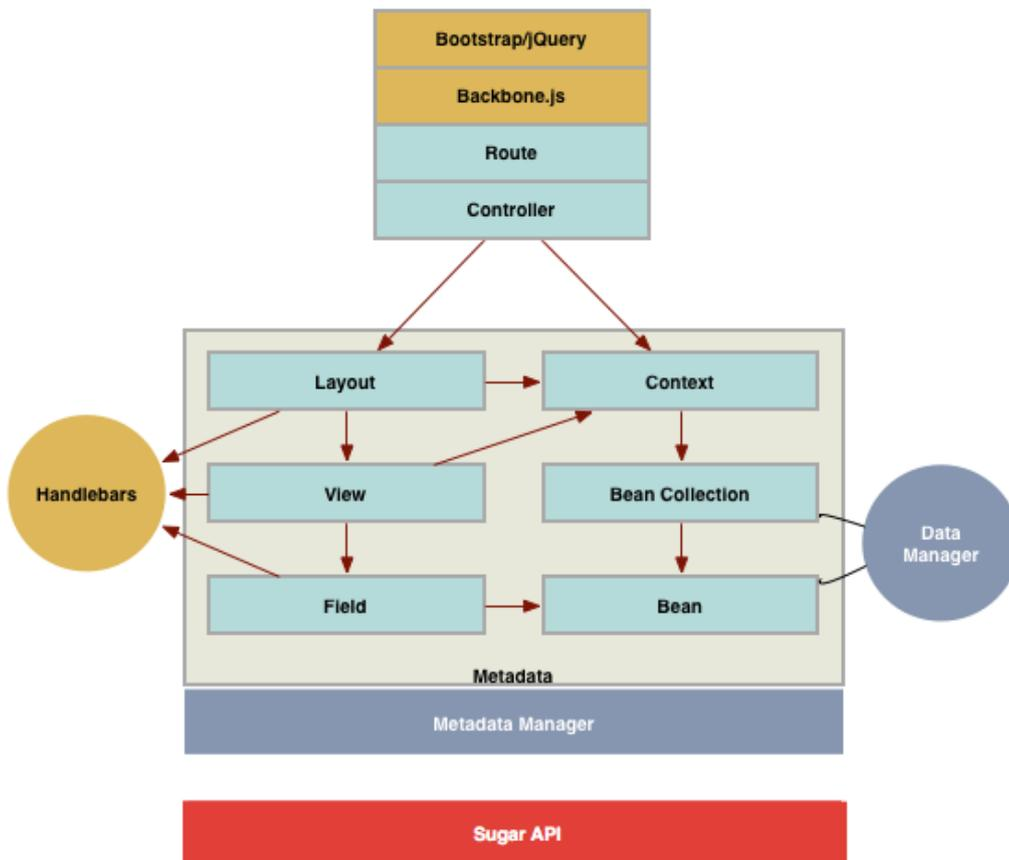 Bootstrap/jQuery
Backbone.js
Route
Controller
Layout
Context
Handlebars
View
Bean Collection
Data
Manager
Field
Bean
Metadata
Metadata Manager
Sugar API